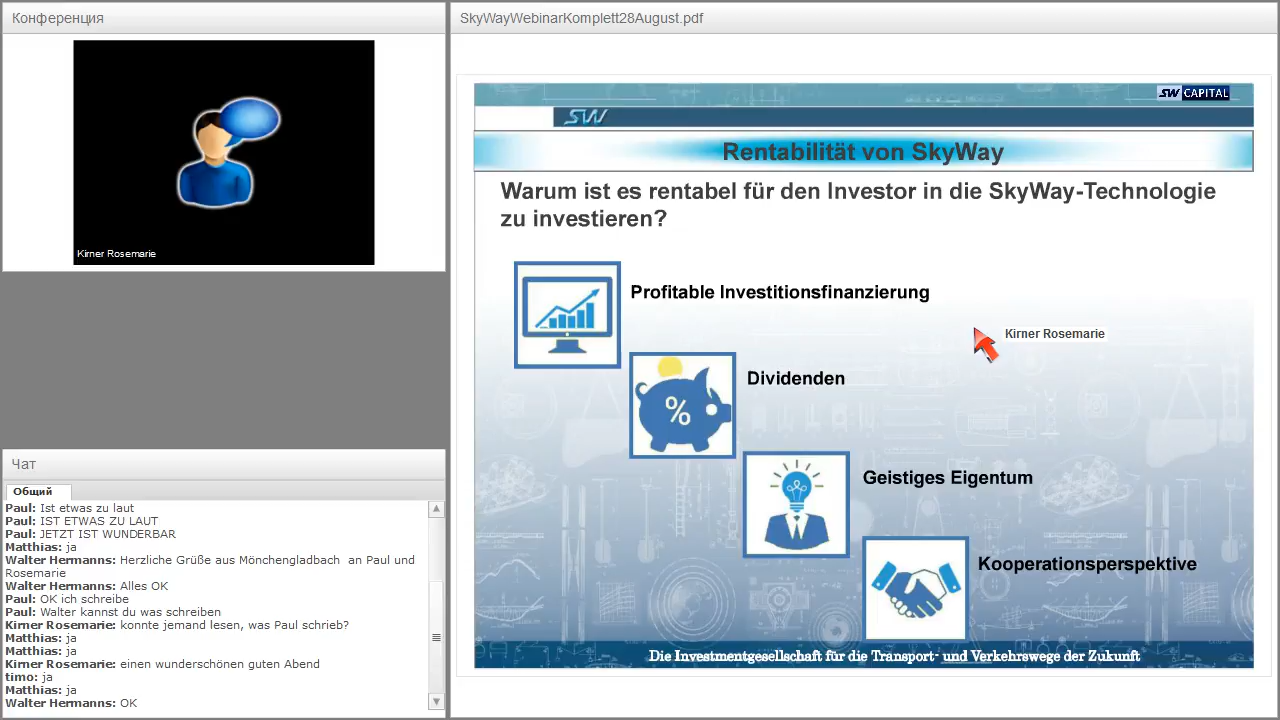 Конференция
Kirner Rosemarie
Чат
Общий
Paul: Ist etwas zu laut
Paul: IST ETWAS ZU LAUT
Paul: JETZT IST WUNDERBAR
Matthias: ja
Walter Hermanns: Herzliche Grüße aus Mönchengladbach an Paul und
Rosemarie
Walter Hermanns: Alles OK
Paul: OK ich schreibe
Paul: Walter kannst du was schreiben
Kirner Rosemarie: konnte jemand lesen, was Paul schrieb?
Matthias: ja
Matthias: ja
Kirner Rosemarie: einen wunderschönen guten Abend
timo: ja
Matthias: ja
Walter Hermanns: OK
SkyWayWebinarKomplett28August.pdf
SW CAPITAL
SW
Rentabilität von SkyWay
Warum ist es rentabel für den Investor in die SkyWay-Technologie
zu investieren?
Profitable Investitionsfinanzierung
Kirner Rosemarie
Dividenden
%
Geistiges Eigentum
Kooperationsperspektive
Die Investmentgesellschaft für die Transport- und Verkehrswege der Zukunft